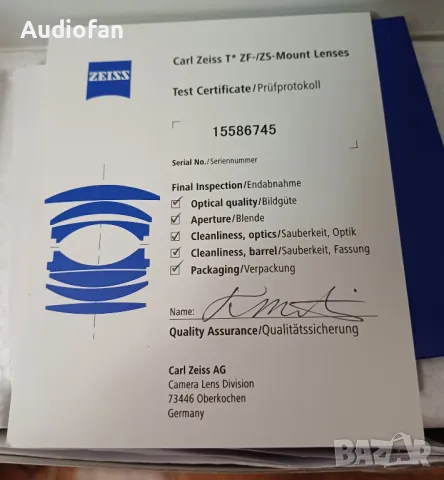 Audiofan
ZEISS
Carl Zeiss T* ZF-/ZS-Mount Lenses
Test Certificate/Prüfprotokoll
15586745
Serial No./Seriennummer
Final Inspection/Endabnahme
Optical quality/Bildgüte
Aperture/Blende
Cleanliness, optics/Sauberkeit, Optik
Cleanliness, barrel/Sauberkeit, Fassung
Packaging/Verpackung
Name:
Quality Assurance/Qualitätssicherung
Carl Zeiss AG
Camera Lens Division
73446 Oberkochen
Germany
BAZAR